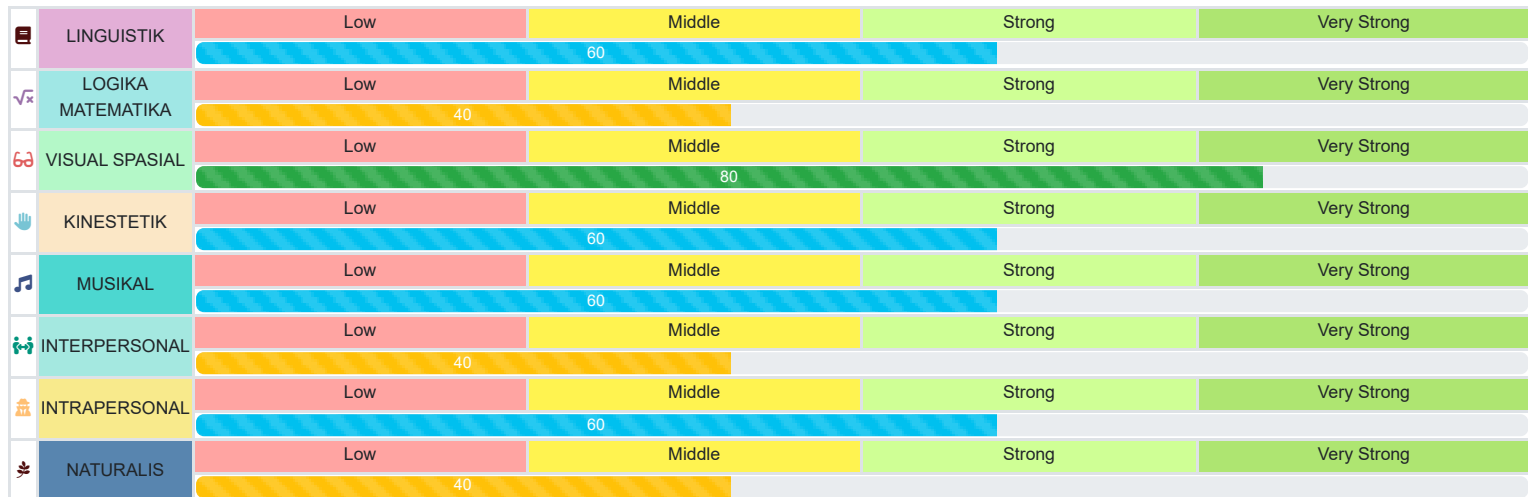 Low Middle Strong Very Strong
LINGUISTIK
60
LOGIKA
MATEMATIKA
Low Middle Strong Very Strong
40
VISUAL SPASIAL
Low Middle Strong Very Strong
80
KINESTETIK
Low Middle Strong Very Strong
60
MUSIKAL
Low Middle Strong Very Strong
60
INTERPERSONAL
Low Middle Strong Very Strong
40
INTRAPERSONAL
Low Middle Strong Very Strong
60
NATURALIS
Low Middle Strong Very Strong
40